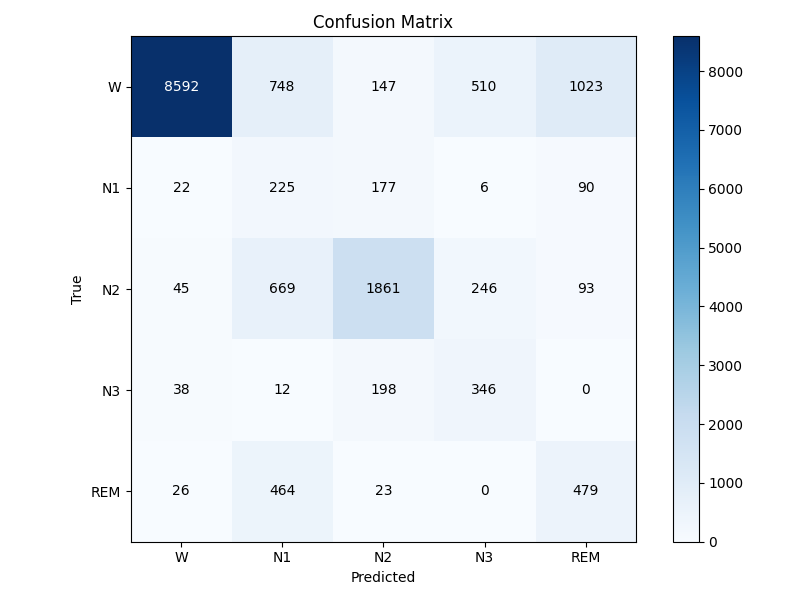 Confusion Matrix
W 8592 748 147 510 1023
N1 22 225 177 6 90
N2 45 669 1861 246 93
N3 38 12 198 346 0
REM 26 464 23 0 479
W N1 N2 N3 REM
Predicted
True
8000
7000
6000
5000
4000
3000
2000
1000
0